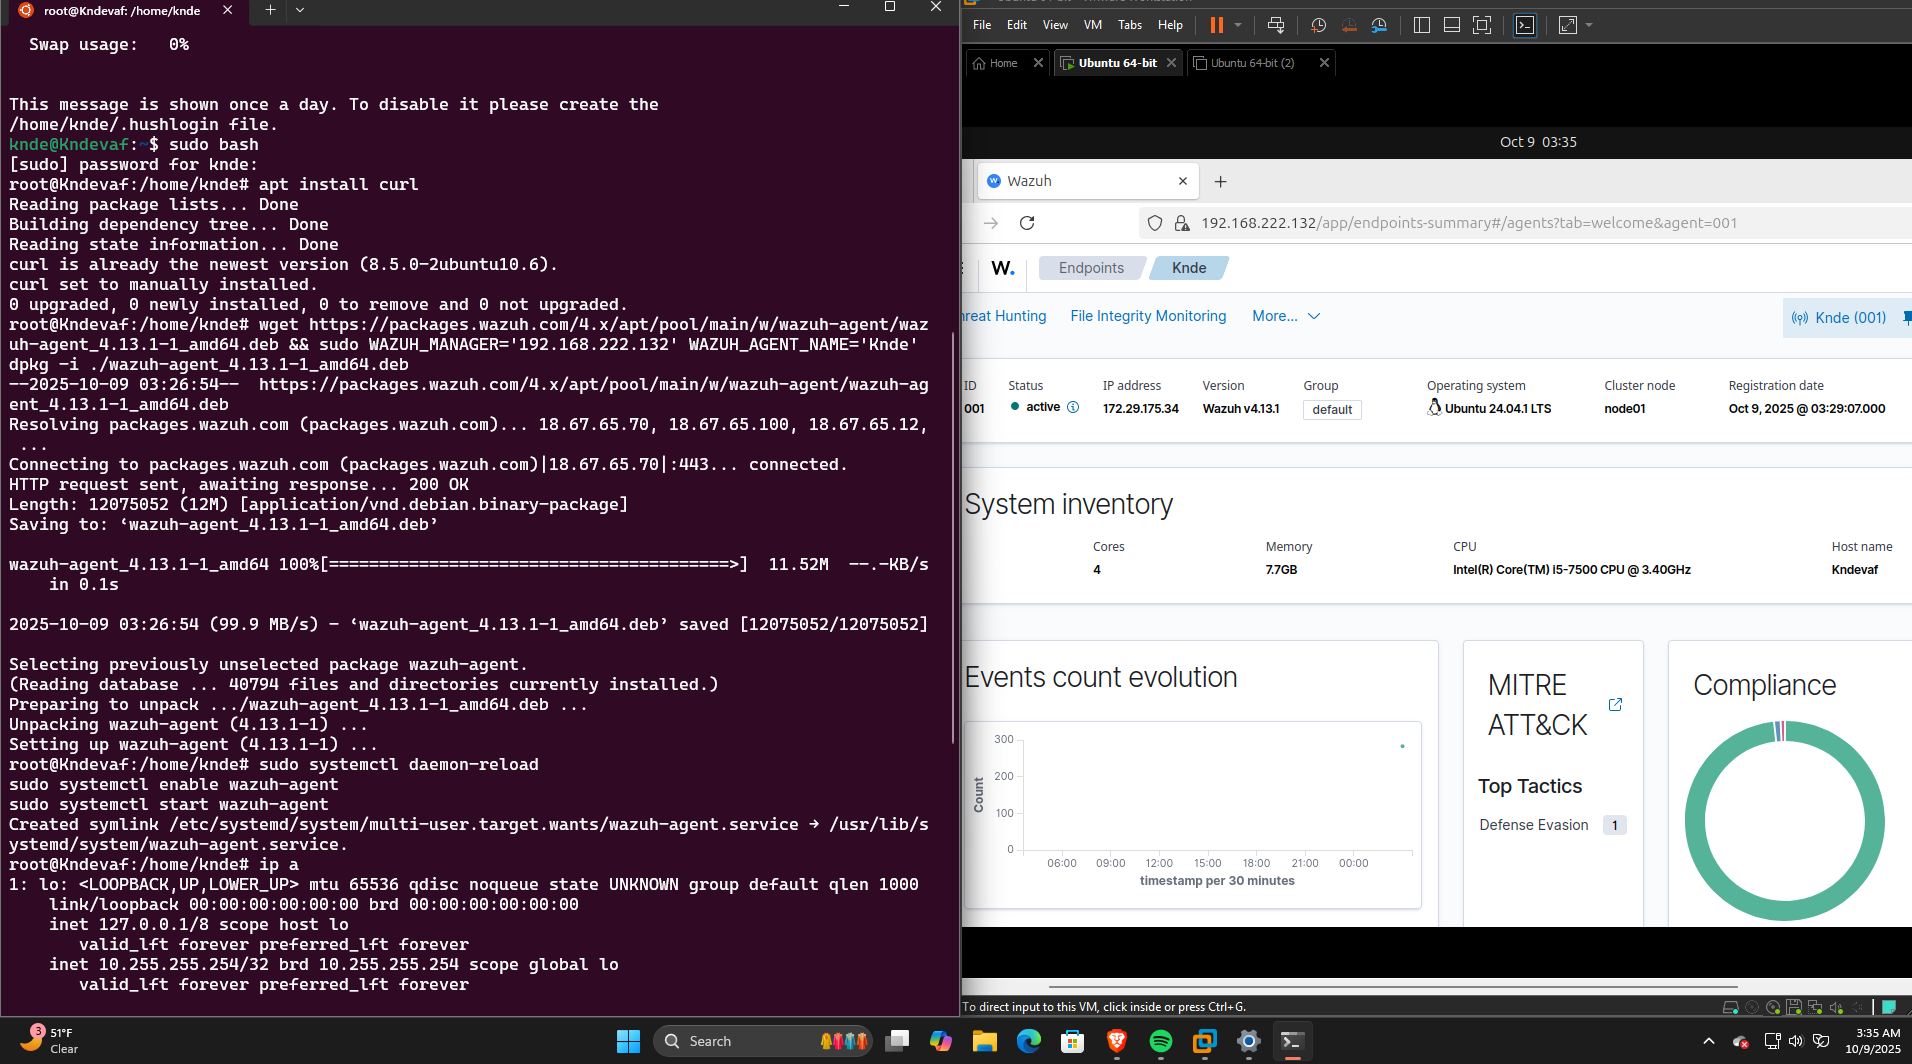 root@Kndevaf: /home/knde
Swap usage:   0%
This message is shown once a day. To disable it please create the
/home/knde/.hushlogin file.
knde@Kndevaf:~$ sudo bash
[sudo] password for knde:
root@Kndevaf:/home/knde# apt install curl
Reading package lists... Done
Building dependency tree... Done
Reading state information... Done
curl is already the newest version (8.5.0-2ubuntu10.6).
curl set to manually installed.
0 upgraded, 0 newly installed, 0 to remove and 0 not upgraded.
root@Kndevaf:/home/knde# wget https://packages.wazuh.com/4.x/apt/pool/main/w/wazuh-agent/waz
uh-agent_4.13.1-1_amd64.deb && sudo WAZUH_MANAGER='192.168.222.132' WAZUH_AGENT_NAME='Knde'
dpkg -i ./wazuh-agent_4.13.1-1_amd64.deb
--2025-10-09 03:26:54--  https://packages.wazuh.com/4.x/apt/pool/main/w/wazuh-agent/wazuh-ag
ent_4.13.1-1_amd64.deb
Resolving packages.wazuh.com (packages.wazuh.com)... 18.67.65.70, 18.67.65.100, 18.67.65.12,
...
Connecting to packages.wazuh.com (packages.wazuh.com)|18.67.65.70|:443... connected.
HTTP request sent, awaiting response... 200 OK
Length: 12075052 (12M) [application/vnd.debian.binary-package]
Saving to: ‘wazuh-agent_4.13.1-1_amd64.deb’
wazuh-agent_4.13.1-1_amd64 100%[========================================>]  11.52M  --.-KB/s
in 0.1s
2025-10-09 03:26:54 (99.9 MB/s) - ‘wazuh-agent_4.13.1-1_amd64.deb’ saved [12075052/12075052]
Selecting previously unselected package wazuh-agent.
(Reading database ... 40794 files and directories currently installed.)
Preparing to unpack .../wazuh-agent_4.13.1-1_amd64.deb ...
Unpacking wazuh-agent (4.13.1-1) ...
Setting up wazuh-agent (4.13.1-1) ...
root@Kndevaf:/home/knde# sudo systemctl daemon-reload
sudo systemctl enable wazuh-agent
sudo systemctl start wazuh-agent
Created symlink /etc/systemd/system/multi-user.target.wants/wazuh-agent.service → /usr/lib/s
ystemd/system/wazuh-agent.service.
root@Kndevaf:/home/knde# ip a
1: lo: <LOOPBACK,UP,LOWER_UP> mtu 65536 qdisc noqueue state UNKNOWN group default qlen 1000
link/loopback 00:00:00:00:00:00 brd 00:00:00:00:00:00
inet 127.0.0.1/8 scope host lo
valid_lft forever preferred_lft forever
inet 10.255.255.254/32 brd 10.255.255.254 scope global lo
valid_lft forever preferred_lft forever
File Edit View VM Tabs Help
Home
Ubuntu 64-bit
Ubuntu 64-bit (2)
Oct 9 03:35
Wazuh
192.168.222.132/app/endpoints-summary#/agents?tab=welcome&agent=001
W. Endpoints Knde
Hunting File Integrity Monitoring More... Knde (001)
ID Status IP address Version Group Operating system Cluster node Registration date
001 active 172.29.175.34 Wazuh v4.13.1 default Ubuntu 24.04.1 LTS node01 Oct 9, 2025 @ 03:29:07.000
System inventory
Cores Memory CPU Host name
4 7.7GB Intel(R) Core(TM) i5-7500 CPU @ 3.40GHz Kndevaf
Events count evolution
300
200
100
0
Count
06:00 09:00 12:00 15:00 18:00 21:00 00:00
timestamp per 30 minutes
MITRE
ATT&CK
Top Tactics
Defense Evasion 1
Compliance
To direct input to this VM, click inside or press Ctrl+G.
3
51°F
Clear
Search
3:35 AM
10/9/2025